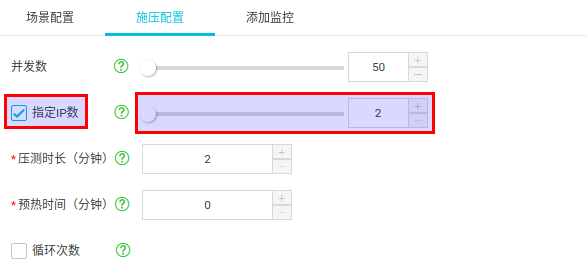 场景配置 施压配置 添加监控
并发数 ? 50
指定IP数 ? 2
*压测时长（分钟） ? 2
*预热时间（分钟） ? 0
循环次数 ?